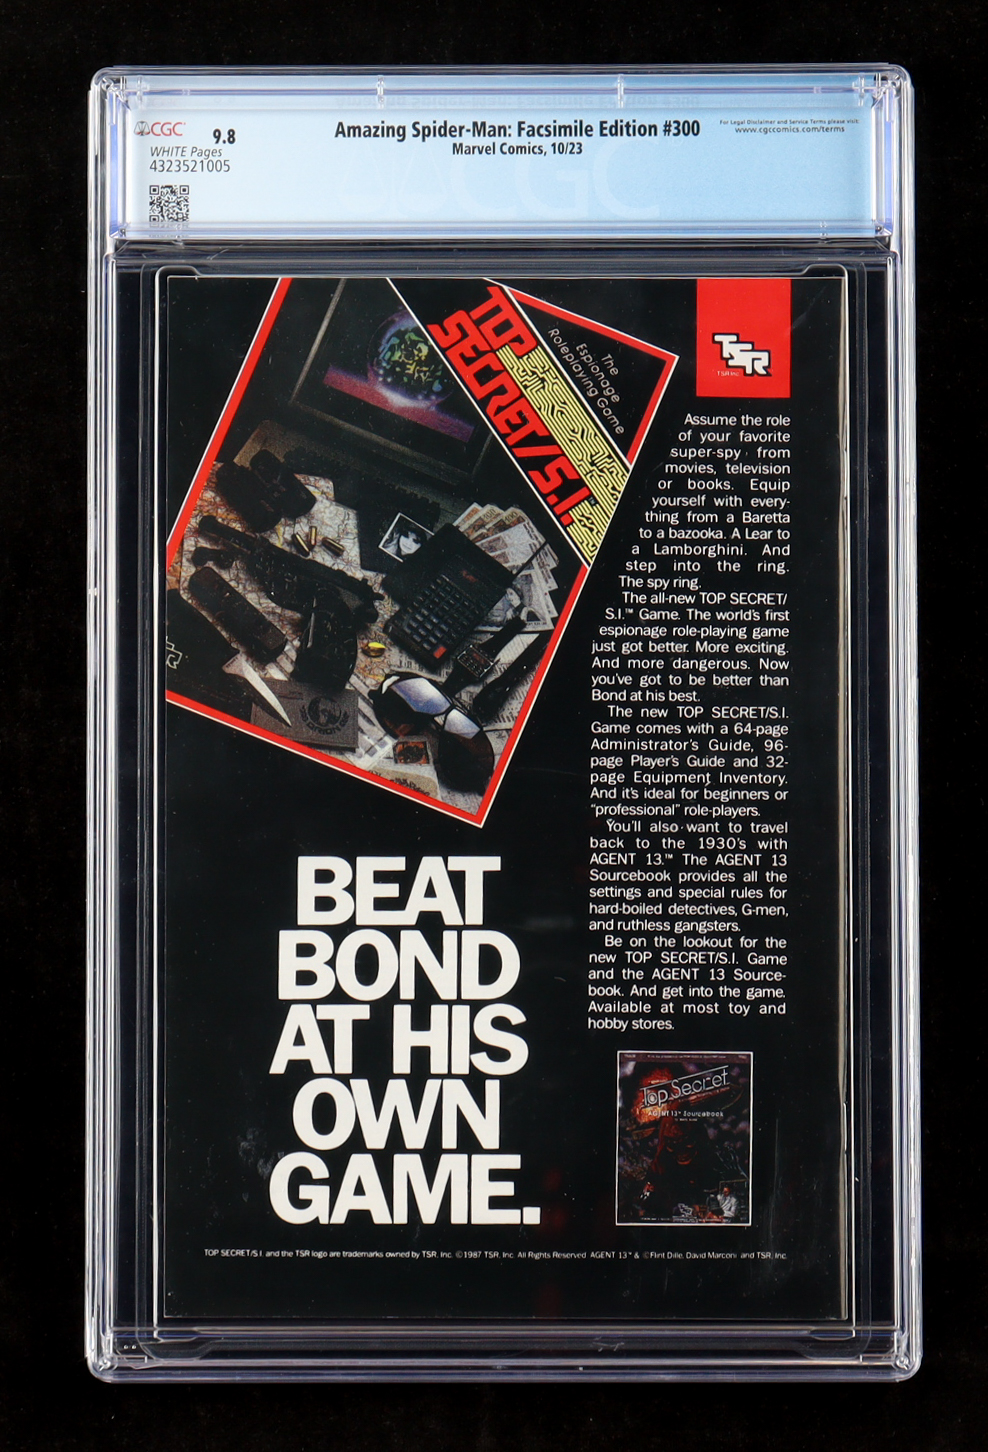 CGC
9.8
WHITE Pages
4323521005
Amazing Spider-Man: Facsimile Edition #300
Marvel Comics, 10/23
For Legal Disclaimer and Service Terms please visit
www.cgccomics.com/terms
TOP
SECRET/S.I.™
The
Espionage
Roleplaying Game
TSR
TSR Inc.
Assume the role
of your favorite
super-spy from
movies, television
or books. Equip
yourself with every-
thing from a Baretta
to a bazooka. A Lear to
a Lamborghini. And
step into the ring.
The spy ring.
The all-new TOP SECRET/
S.I.™ Game. The world's first
espionage role-playing game
just got better. More exciting.
And more dangerous. Now
you've got to be better than
Bond at his best.
The new TOP SECRET/S.I.
Game comes with a 64-page
Administrator's Guide, 96-
page Player's Guide and 32-
page Equipment Inventory.
And it's ideal for beginners or
"professional" role-players.
You'll also want to travel
back to the 1930's with
AGENT 13.™ The AGENT 13
Sourcebook provides all the
settings and special rules for
hard-boiled detectives, G-men,
and ruthless gangsters.
Be on the lookout for the
new TOP SECRET/S.I. Game
and the AGENT 13 Source-
book. And get into the game.
Available at most toy and
hobby stores.
BEAT
BOND
AT HIS
OWN
GAME.
Top Secret
AGENT 13™ Sourcebook
TOP SECRET/S.I. and the TSR logo are trademarks owned by TSR, Inc. ©1987 TSR, Inc. All Rights Reserved AGENT 13™ & ©Flint Dille, David Marconi and TSR, Inc.